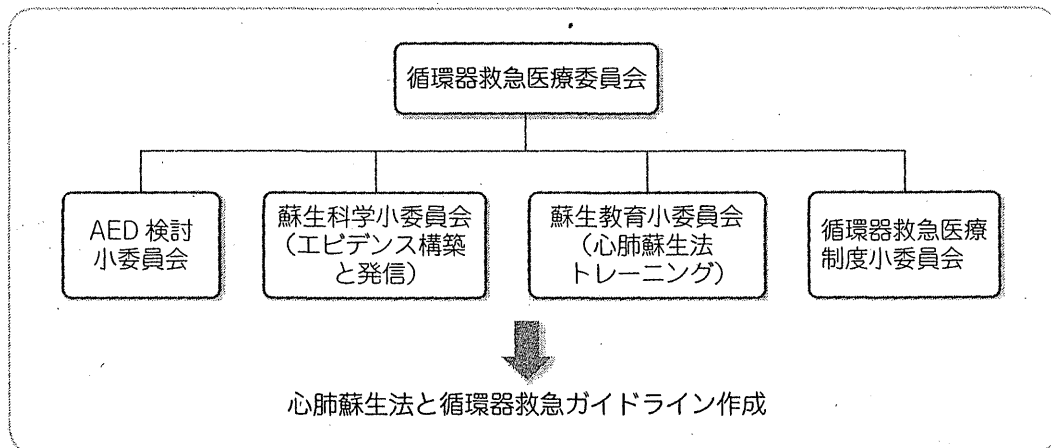 循環器救急医療委員会
AED 検討
小委員会
蘇生科学小委員会
(エビデンス構築
と発信)
蘇生教育小委員会
(心肺蘇生法
トレーニング)
循環器救急医療
制度小委員会
心肺蘇生法と循環器救急ガイドライン作成